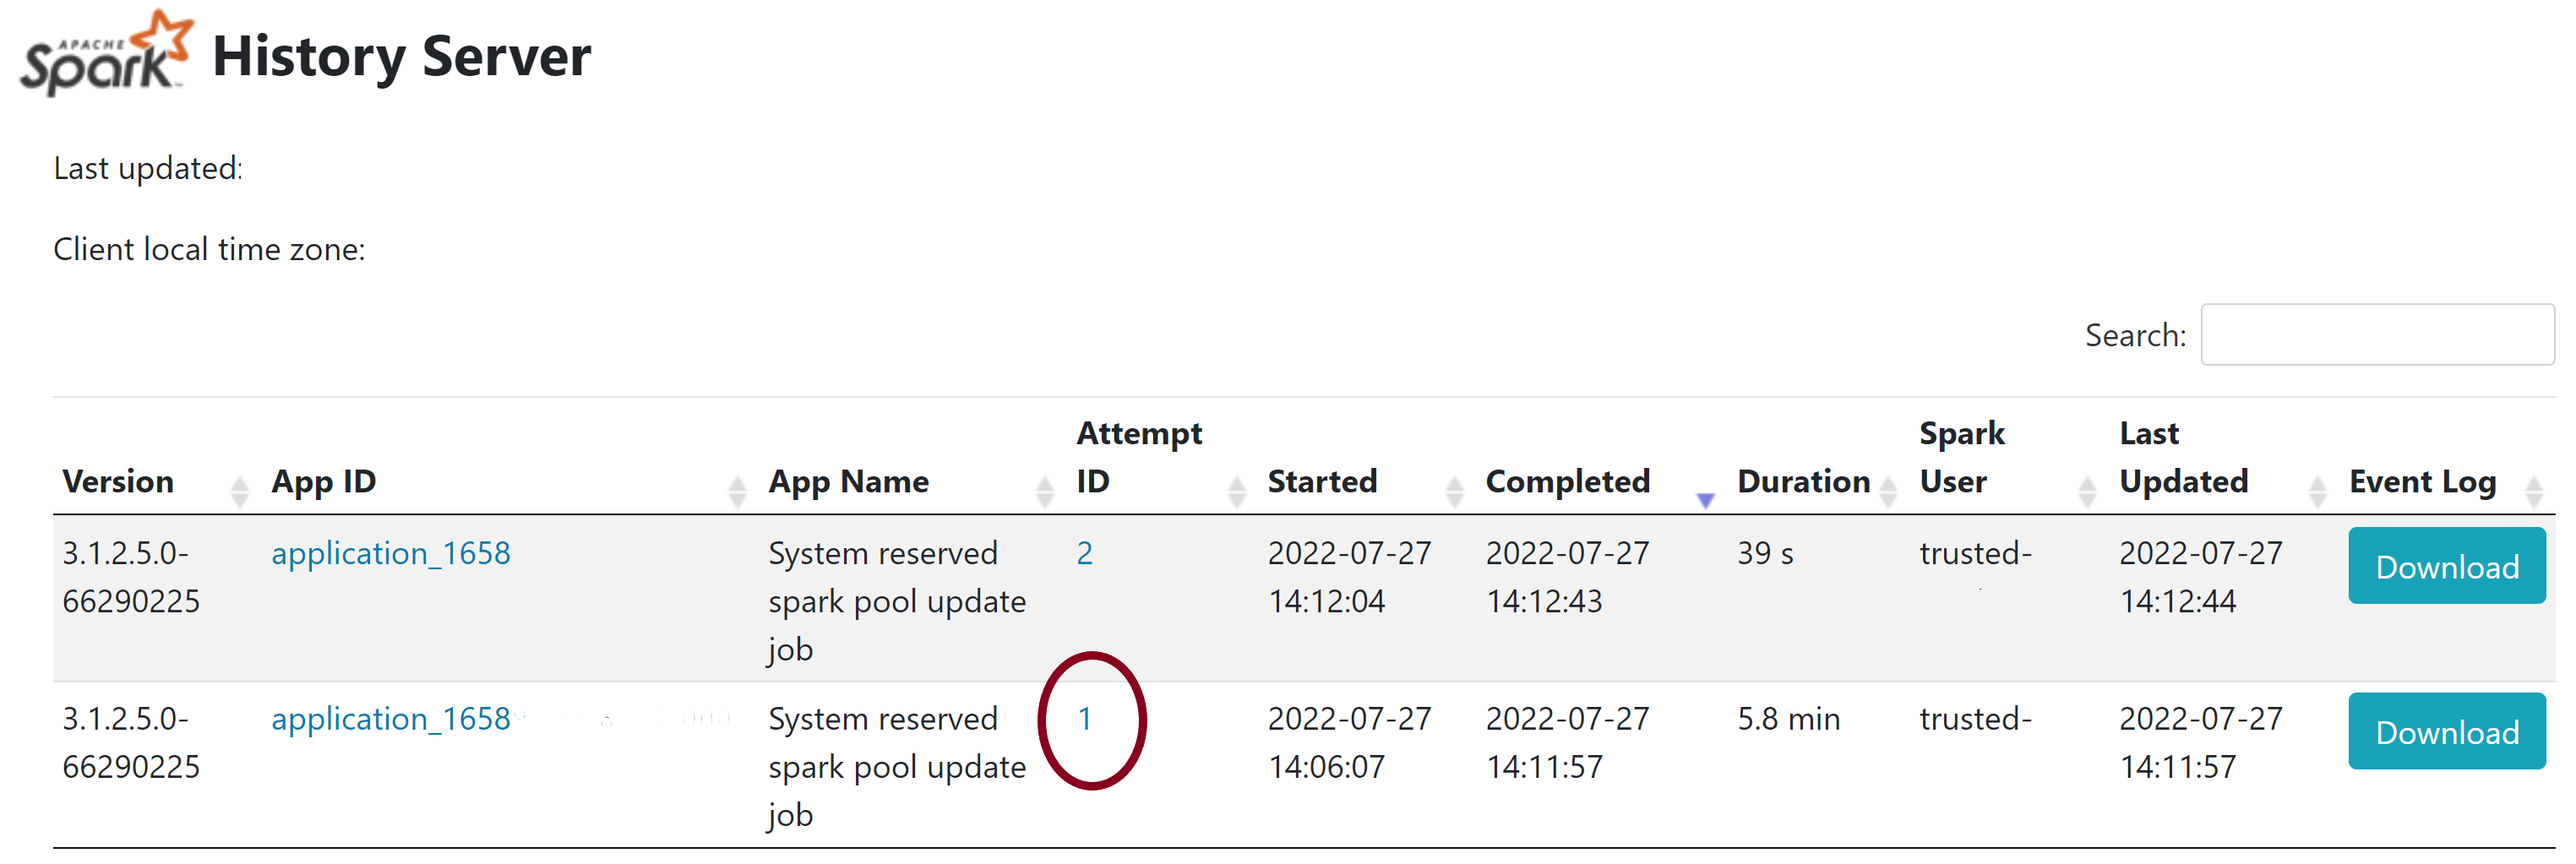 APACHE
Spark™ History Server
Last updated:
Client local time zone:
Search:
Version App ID App Name Attempt ID Started Completed Duration Spark User Last Updated Event Log
3.1.2.5.0- application_1658 System reserved 2 2022-07-27 2022-07-27 39 s trusted- 2022-07-27 Download
66290225 spark pool update 14:12:04 14:12:43 14:12:44
job
3.1.2.5.0- application_1658 System reserved 1 2022-07-27 2022-07-27 5.8 min trusted- 2022-07-27 Download
66290225 spark pool update 14:06:07 14:11:57 14:11:57
job